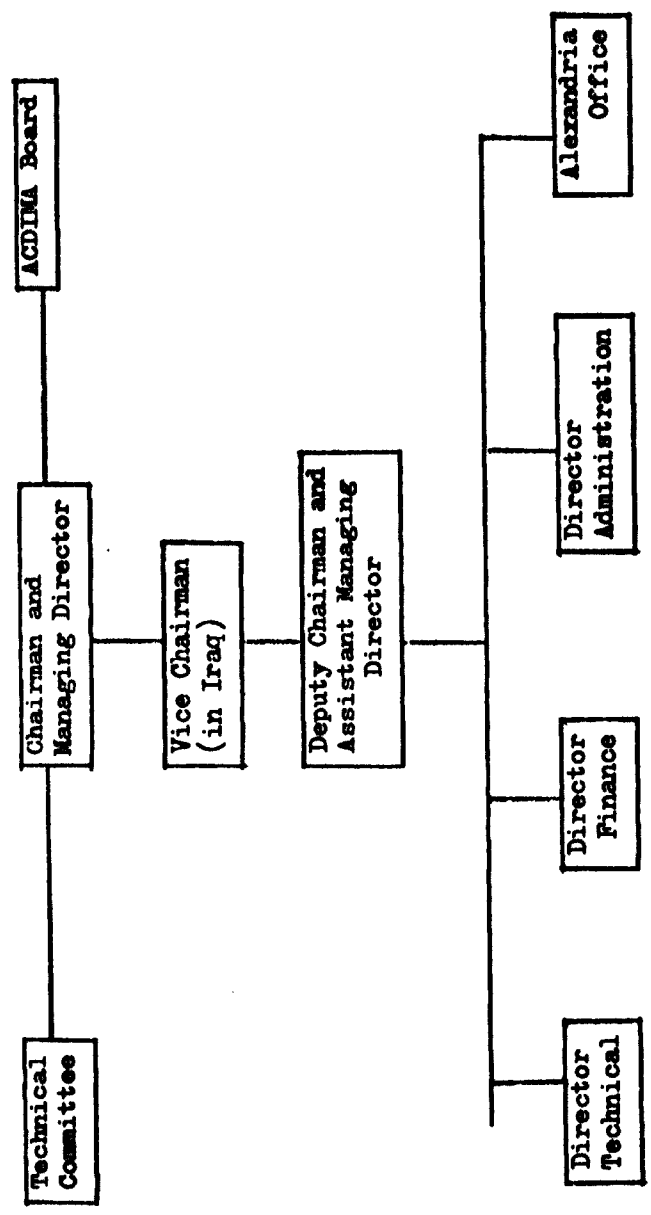 Technical
Committee
Chairman and
Managing Director
ACDIMA Board
Vice Chairman
(in Iraq)
Deputy Chairman and
Assistant Managing
Director
Director
Technical
Director
Finance
Director
Administration
Alexandria
Office